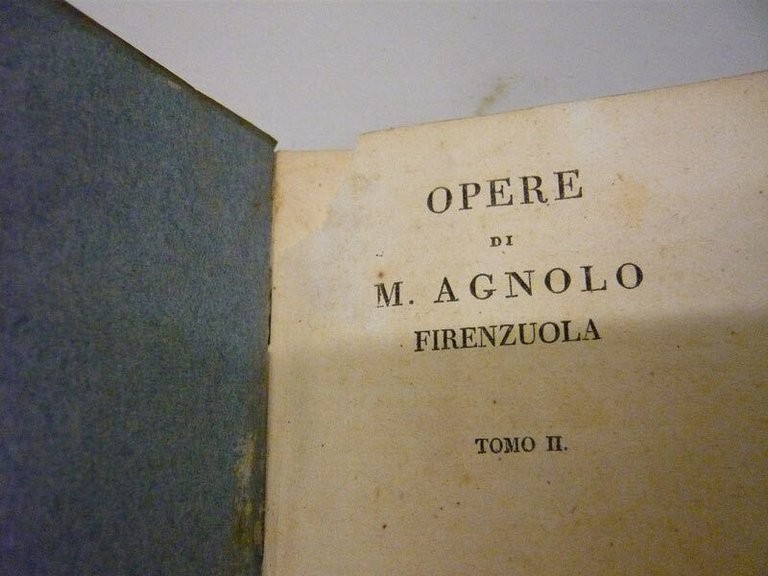 OPERE
DI
M. AGNOLO
FIRENZUOLA
TOMO II.